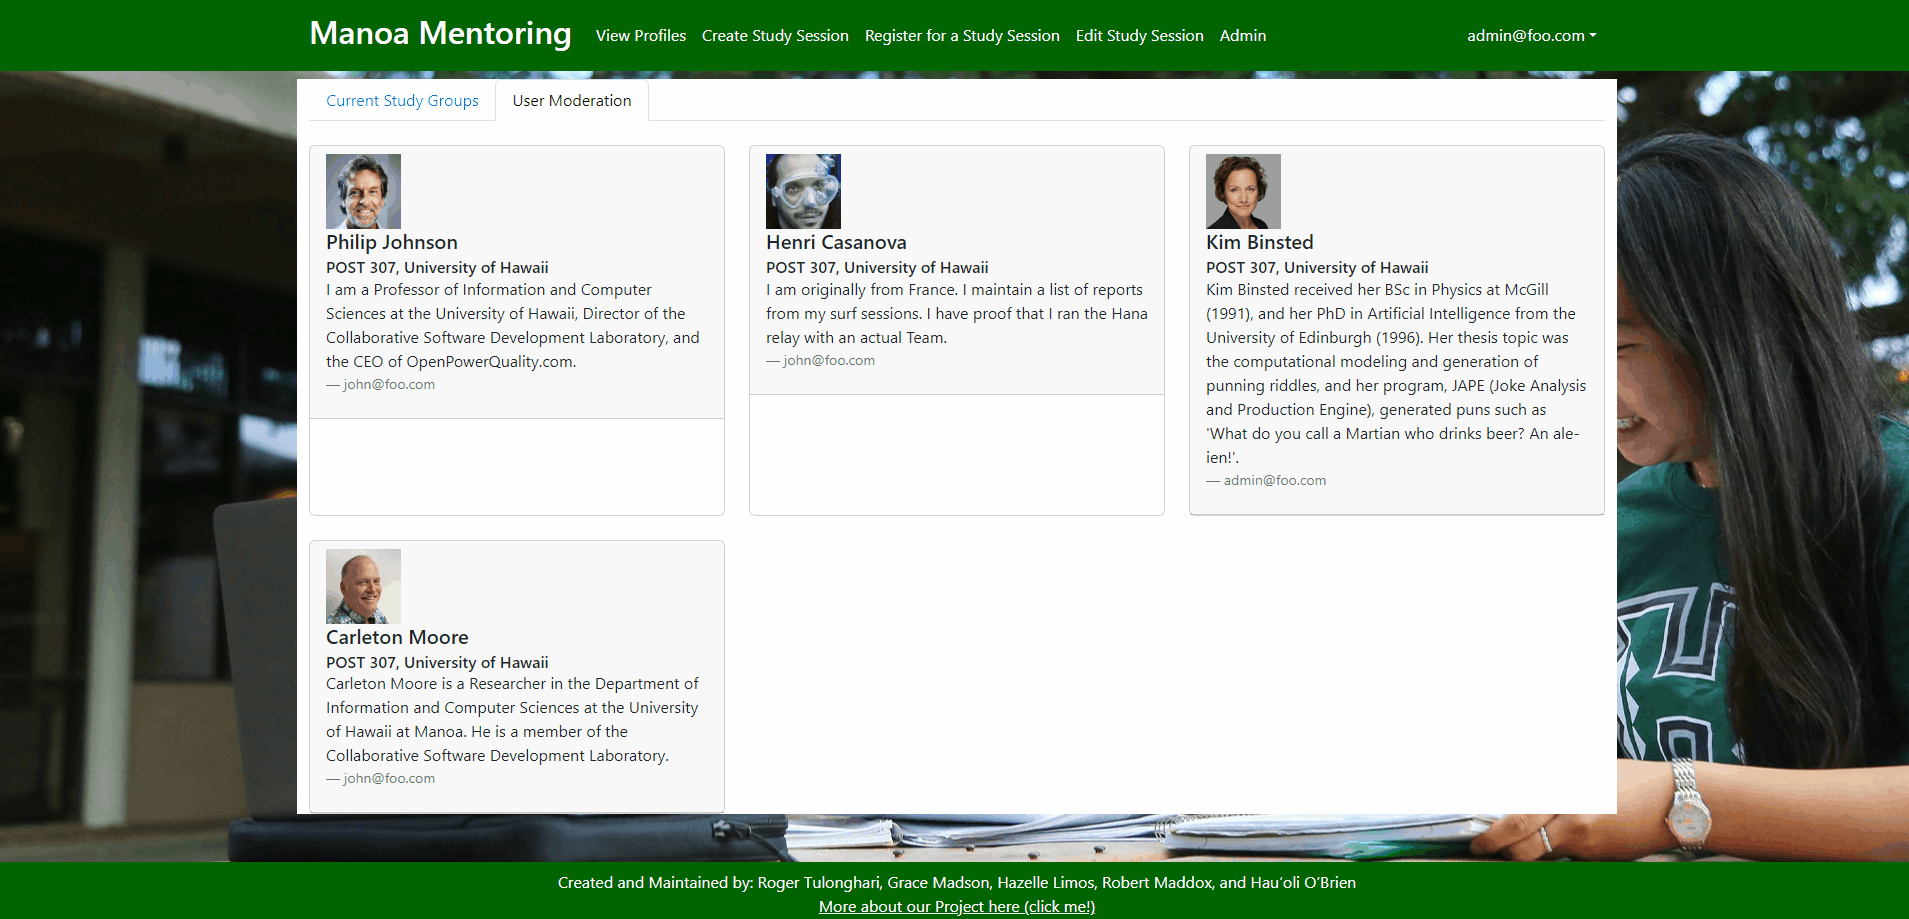 Manoa Mentoring View Profiles Create Study Session Register for a Study Session Edit Study Session Admin admin@foo.com
Current Study Groups User Moderation
Philip Johnson
POST 307, University of Hawaii
I am a Professor of Information and Computer
Sciences at the University of Hawaii, Director of the
Collaborative Software Development Laboratory, and
the CEO of OpenPowerQuality.com.
— john@foo.com
Henri Casanova
POST 307, University of Hawaii
I am originally from France. I maintain a list of reports
from my surf sessions. I have proof that I ran the Hana
relay with an actual Team.
— john@foo.com
Kim Binsted
POST 307, University of Hawaii
Kim Binsted received her BSc in Physics at McGill
(1991), and her PhD in Artificial Intelligence from the
University of Edinburgh (1996). Her thesis topic was
the computational modeling and generation of
punning riddles, and her program, JAPE (Joke Analysis
and Production Engine), generated puns such as
'What do you call a Martian who drinks beer? An ale-
ien!'.
— admin@foo.com
Carleton Moore
POST 307, University of Hawaii
Carleton Moore is a Researcher in the Department of
Information and Computer Sciences at the University
of Hawaii at Manoa. He is a member of the
Collaborative Software Development Laboratory.
— john@foo.com
Created and Maintained by: Roger Tulonghari, Grace Madson, Hazelle Limos, Robert Maddox, and Hauʻoli OʻBrien
More about our Project here (click me!)